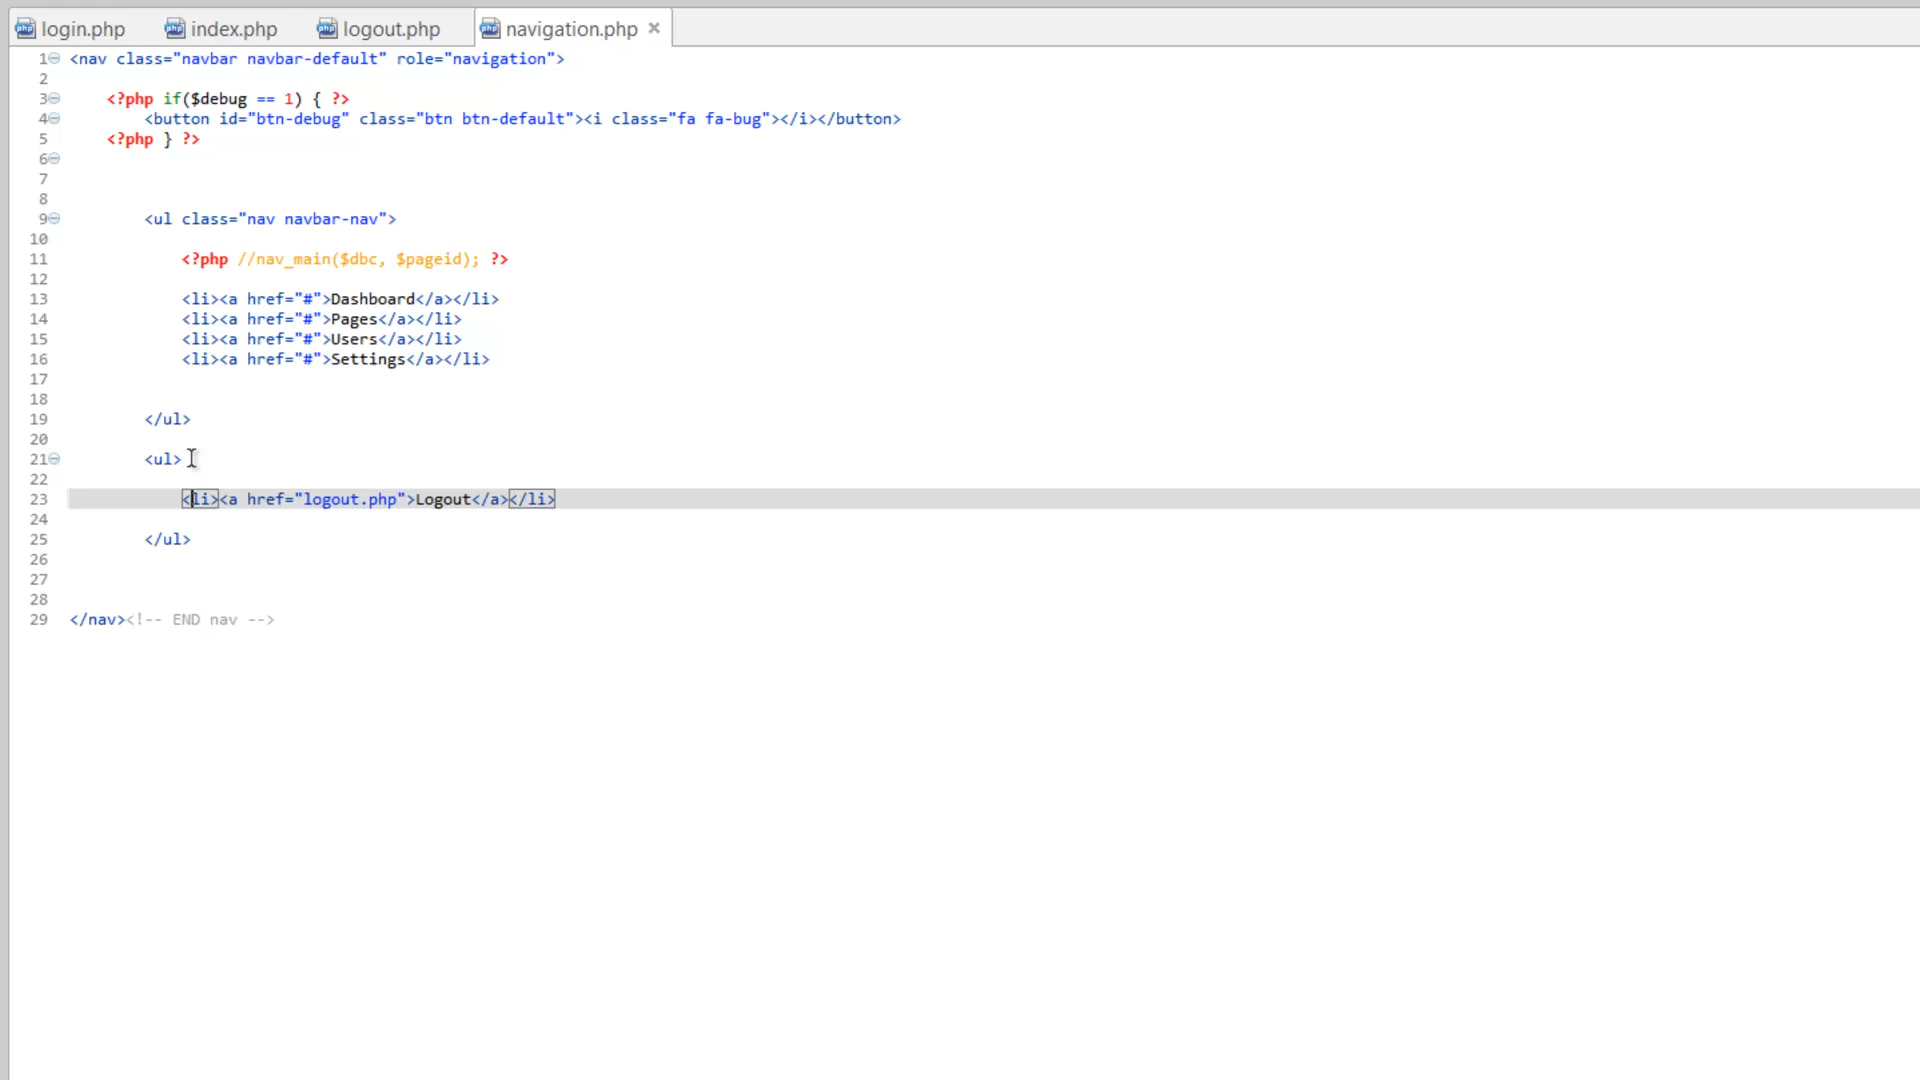 login.php index.php logout.php navigation.php
1 <nav class="navbar navbar-default" role="navigation">
2
3 <?php if($debug == 1) { ?>
4 <button id="btn-debug" class="btn btn-default"><i class="fa fa-bug"></i></button>
5 <?php } ?>
6
7
8
9 <ul class="nav navbar-nav">
10
11 <?php //nav_main($dbc, $pageid); ?>
12
13 <li><a href="#">Dashboard</a></li>
14 <li><a href="#">Pages</a></li>
15 <li><a href="#">Users</a></li>
16 <li><a href="#">Settings</a></li>
17
18
19 </ul>
20
21 <ul>
22
23 <li><a href="logout.php">Logout</a></li>
24
25 </ul>
26
27
28
29 </nav><!-- END nav -->